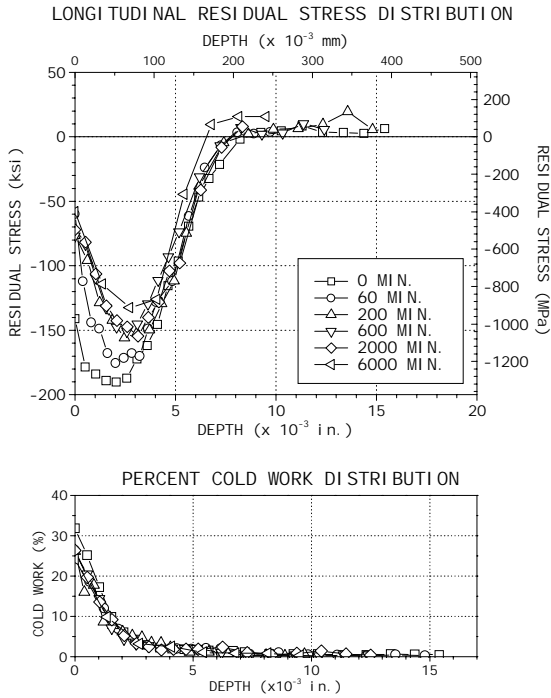 LONGITUDINAL RESIDUAL STRESS DISTRIBUTION
DEPTH (x 10⁻³ mm)
0 100 200 300 400 500
50
0
-50
-100
-150
-200
RESIDUAL STRESS (ksi)
200
0
-200
-400
-600
-800
-1000
-1200
RESIDUAL STRESS (MPa)
0 MIN.
60 MIN.
200 MIN.
600 MIN.
2000 MIN.
6000 MIN.
0 5 10 15 20
DEPTH (x 10⁻³ in.)
PERCENT COLD WORK DISTRIBUTION
40
30
20
10
0
COLD WORK (%)
0 5 10 15
DEPTH (x10⁻³ in.)